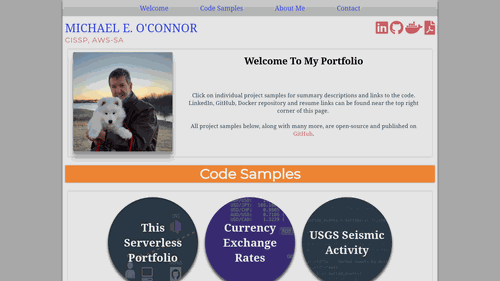 Welcome Code Samples About Me Contact
MICHAEL E. O'CONNOR
CISSP, AWS-SA
Welcome To My Portfolio
Click on individual project samples for summary descriptions and links to the code.
LinkedIn, GitHub, Docker repository and resume links can be found near the top right
corner of this page.
All project samples below, along with many more, are open-source and published on
GitHub.
Code Samples
This
Serverless
Portfolio
Currency
Exchange
Rates
USGS Seismic
Activity